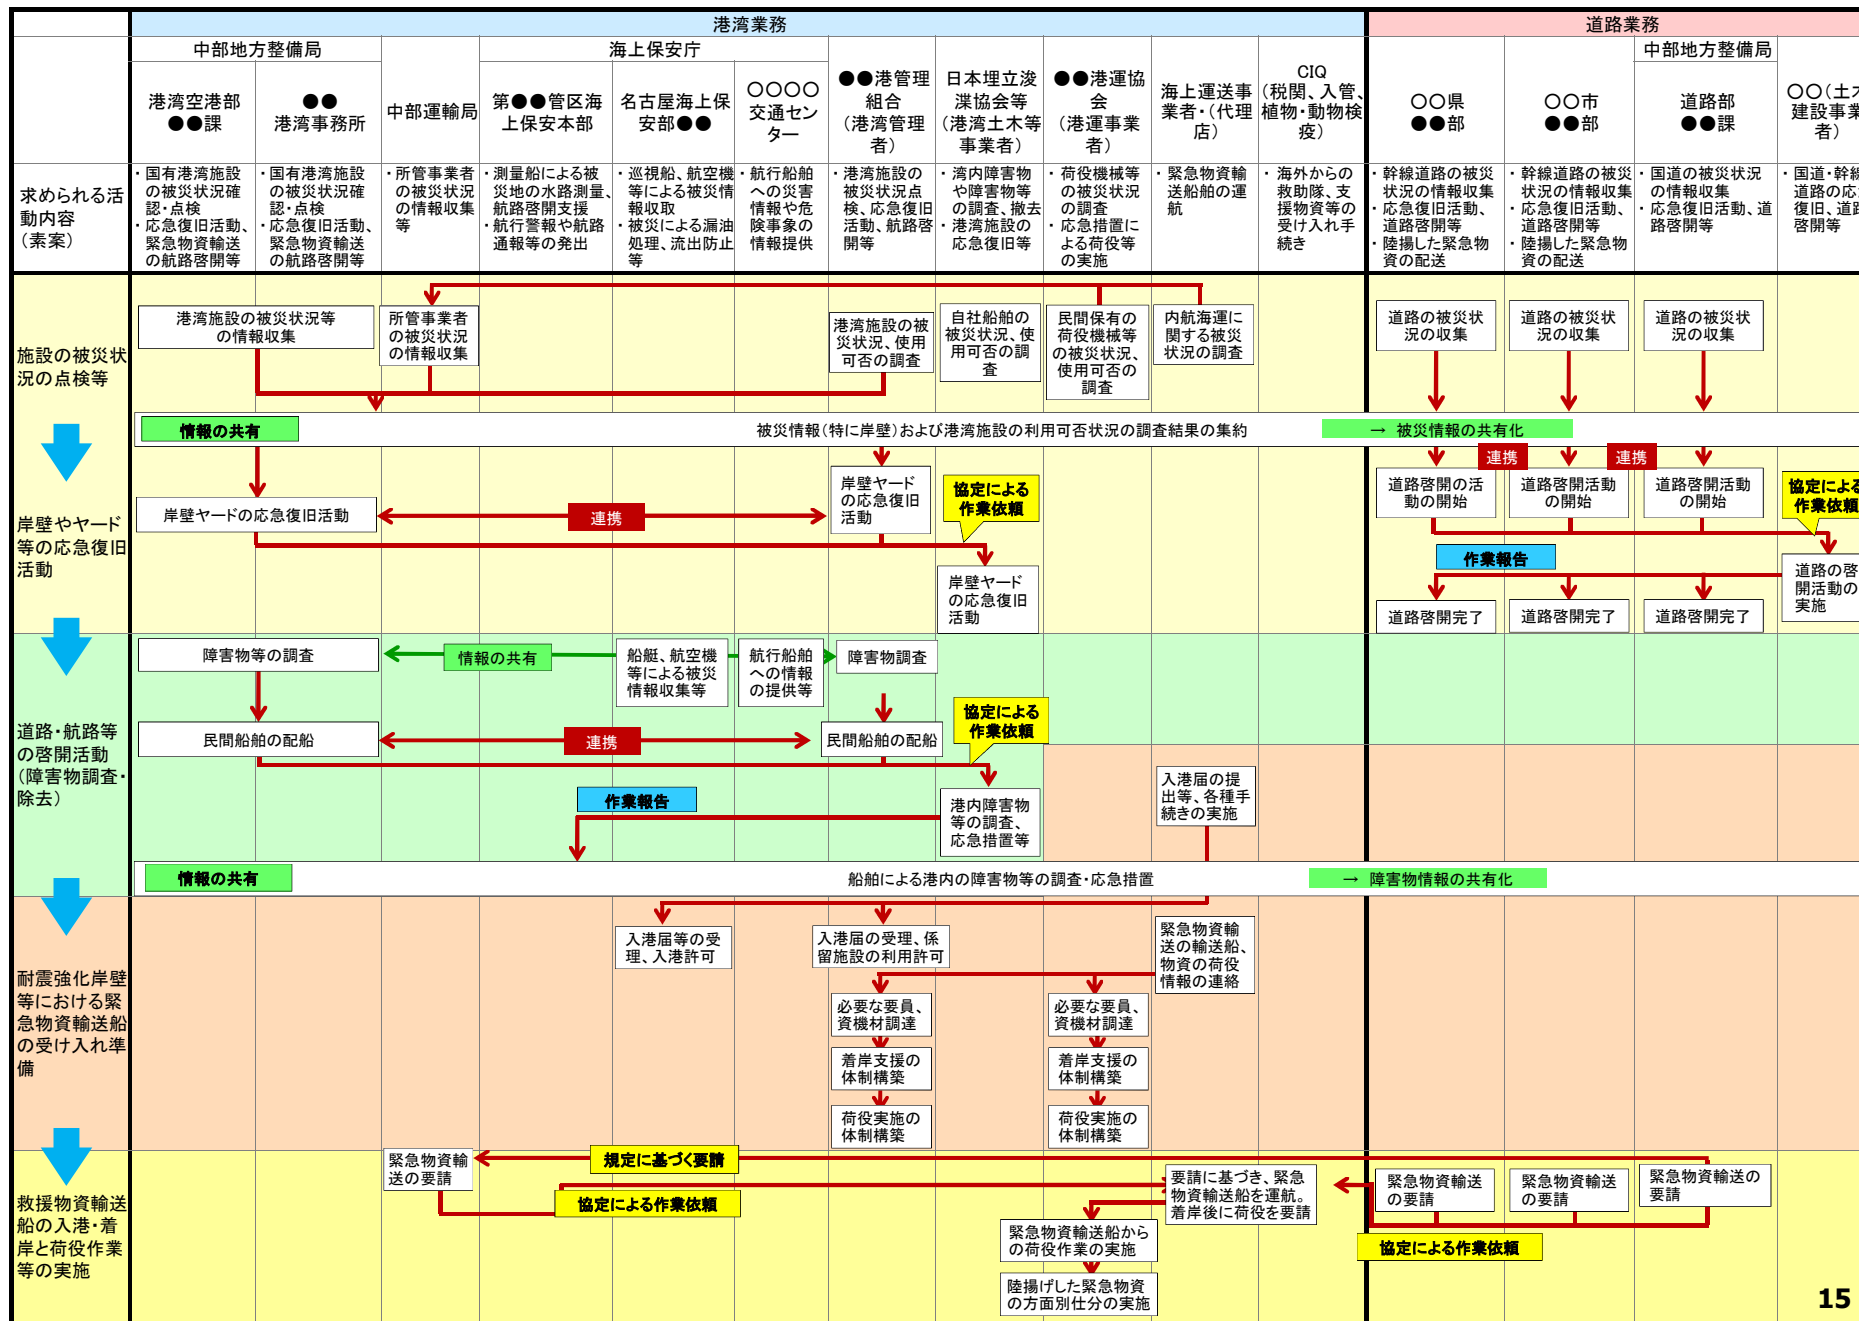 港湾業務
道路業務
中部地方整備局
海上保安庁
中部地方整備局
港湾空港部
●●課
●●
港湾事務所
中部運輸局
第●●管区海
上保安本部
名古屋海上保
安部●●
〇〇〇〇
交通セン
ター
●●港管理
組合
（港湾管理
者）
日本埋立浚
渫協会等
（港湾土木等
事業者）
●●港運協
会
（港運事業
者）
海上運送事
業者・（代理
店）
CIQ
（税関、入管、
植物・動物検
疫）
〇〇県
●●部
〇〇市
●●部
道路部
●●課
〇〇（土木
建設事業
者）
求められる活
動内容
（素案）
・国有港湾施設
の被災状況確
認・点検
・応急復旧活動、
緊急物資輸送
の航路啓開等
・国有港湾施設
の被災状況確
認・点検
・応急復旧活動、
緊急物資輸送
の航路啓開等
・所管事業者
の被災状況
の情報収集
等
・測量船による被
災地の水路測量、
航路啓開支援
・航行警報や航路
通報等の発出
・巡視船、航空機
等による被災情
報収取
・被災による漏油
処理、流出防止
等
・航行船舶
への災害
情報や危
険事象の
情報提供
・港湾施設の
被災状況点
検、応急復旧
活動、航路啓
開等
・湾内障害物
や障害物等
の調査、撤去
・港湾施設の
応急復旧等
・荷役機械等
の被災状況
の調査
・応急措置に
よる荷役等
の実施
・緊急物資輸
送船舶の運
航
・海外からの
救助隊、支
援物資等の
受け入れ手
続き
・幹線道路の被災
状況の情報収集
・応急復旧活動、
道路啓開等
・陸揚した緊急物
資の配送
・幹線道路の被災
状況の情報収集
・応急復旧活動、
道路啓開等
・陸揚した緊急物
資の配送
・国道の被災状況
の情報収集
・応急復旧活動、道
路啓開等
・国道・幹線
道路の応
復旧、道路
啓開等
施設の被災状
況の点検等
港湾施設の被災状況等
の情報収集
所管事業者
の被災状況
の情報収集
港湾施設の被
災状況、使用
可否の調査
自社船舶の
被災状況、使
用可否の調
査
民間保有の
荷役機械等
の被災状況、
使用可否の
調査
内航海運に
関する被災
状況の調査
道路の被災状
況の収集
道路の被災状
況の収集
道路の被災状
況の収集
情報の共有
被災情報（特に岸壁）および港湾施設の利用可否状況の調査結果の集約
→ 被災情報の共有化
岸壁やヤード
等の応急復旧
活動
岸壁ヤードの応急復旧活動
連携
岸壁ヤード
の応急復旧
活動
協定による
作業依頼
岸壁ヤード
の応急復旧
活動
連携
連携
道路啓開の活
動の開始
道路啓開活動
の開始
道路啓開活動
の開始
協定による
作業依頼
作業報告
道路の啓
開活動の
実施
道路啓開完了
道路啓開完了
道路啓開完了
道路・航路等
の啓開活動
（障害物調査・
除去）
障害物等の調査
情報の共有
船艇、航空機
等による被災
情報収集等
航行船舶
への情報
の提供等
障害物調査
民間船舶の配船
連携
民間船舶の配船
協定による
作業依頼
作業報告
港内障害物
等の調査、
応急措置等
入港届の提
出等、各種手
続きの実施
情報の共有
船舶による港内の障害物等の調査・応急措置
→ 障害物情報の共有化
耐震強化岸壁
等における緊
急物資輸送船
の受け入れ準
備
入港届等の受
理、入港許可
入港届の受理、係
留施設の利用許可
緊急物資輸
送の輸送船、
物資の荷役
情報の連絡
必要な要員、
資機材調達
必要な要員、
資機材調達
着岸支援の
体制構築
着岸支援の
体制構築
荷役実施の
体制構築
荷役実施の
体制構築
救援物資輸送
船の入港・着
岸と荷役作業
等の実施
緊急物資輸
送の要請
規定に基づく要請
協定による作業依頼
要請に基づき、緊急
物資輸送船を運航。
着岸後に荷役を要請
緊急物資輸送
の要請
緊急物資輸送
の要請
緊急物資輸送の
要請
協定による作業依頼
緊急物資輸送船から
の荷役作業の実施
陸揚げした緊急物資
の方面別仕分の実施
15